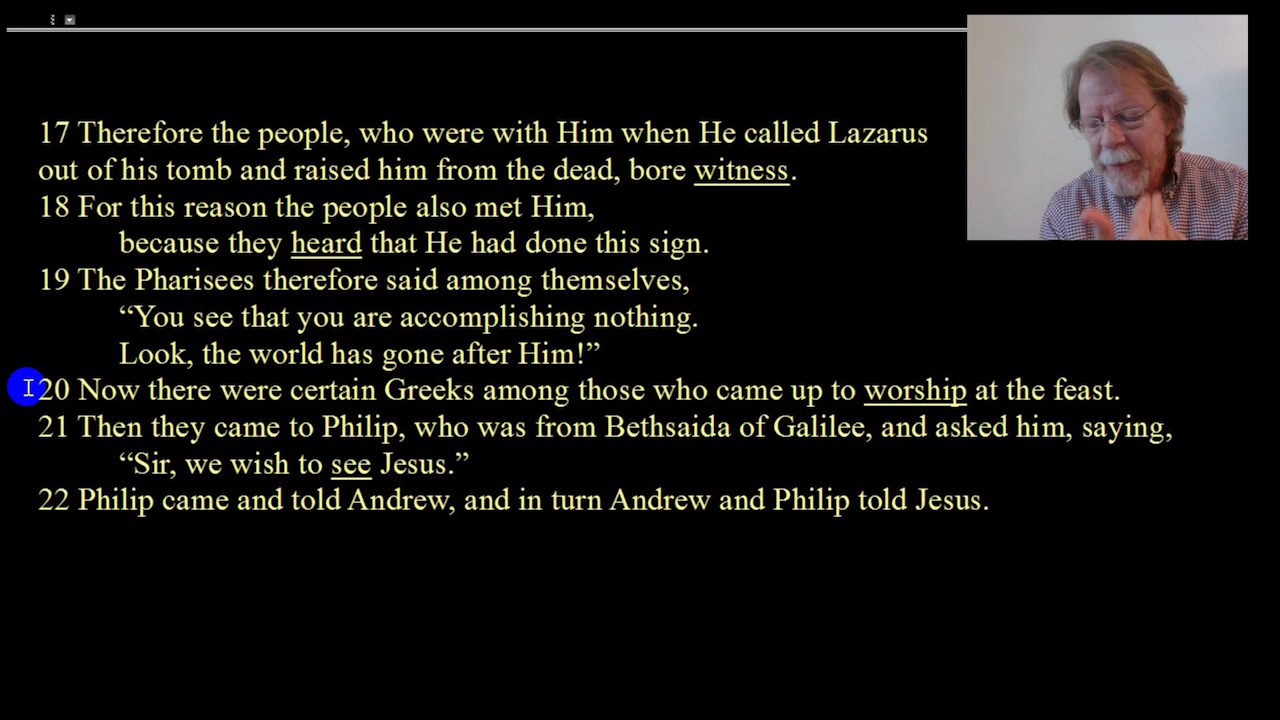 17 Therefore the people, who were with Him when He called Lazarus
out of his tomb and raised him from the dead, bore witness.
18 For this reason the people also met Him,
because they heard that He had done this sign.
19 The Pharisees therefore said among themselves,
“You see that you are accomplishing nothing.
Look, the world has gone after Him!”
20 Now there were certain Greeks among those who came up to worship at the feast.
21 Then they came to Philip, who was from Bethsaida of Galilee, and asked him, saying,
“Sir, we wish to see Jesus.”
22 Philip came and told Andrew, and in turn Andrew and Philip told Jesus.